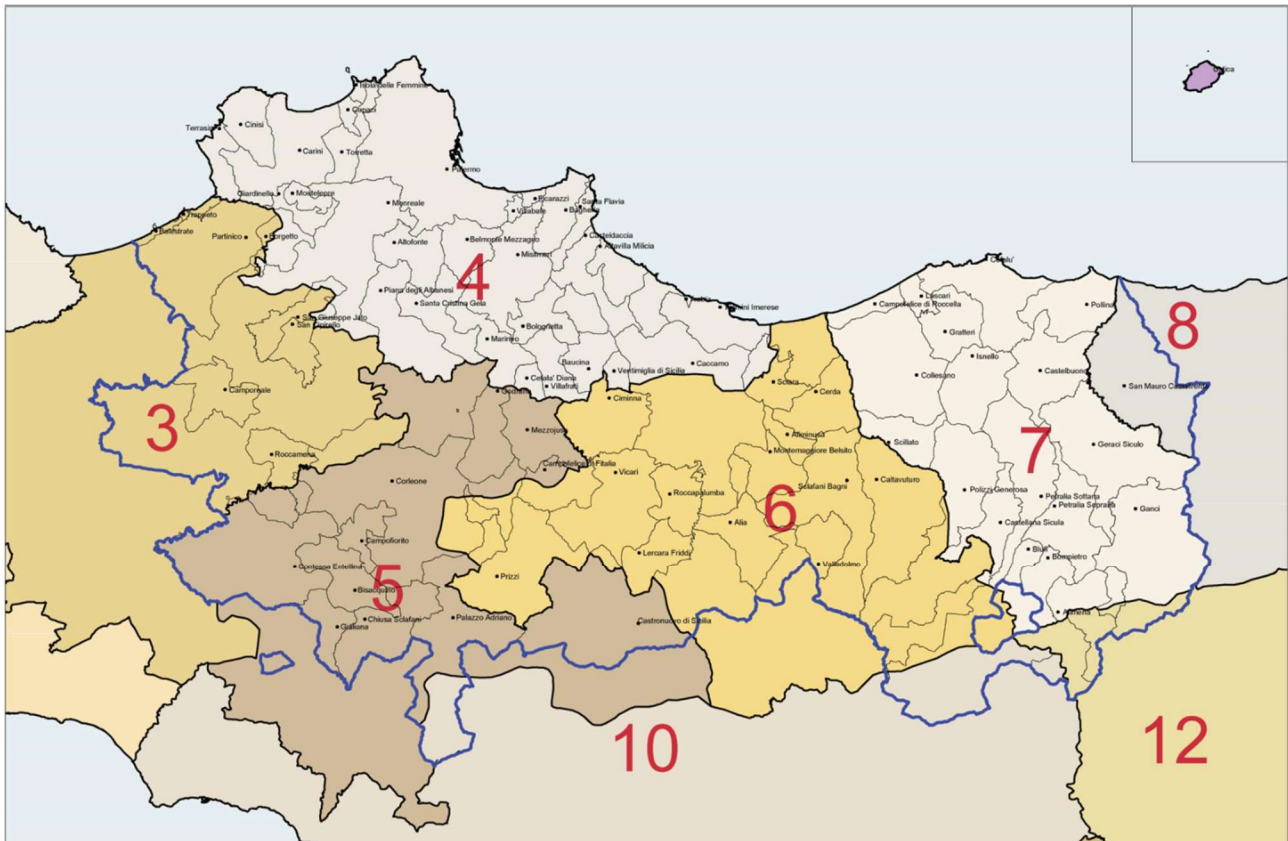 Isola delle Femmine
Capaci
Cinisi
Terrasini
Carini
Torretta
Palermo
Giardinello
Montelepre
Monreale
Ficarazzi
Santa Flavia
Villabate
Bagheria
Trappeto
Balestrate
Partinico
Borgetto
Altofonte
Belmonte Mezzagno
Misilmeri
Casteldaccia
Altavilla Milicia
4
Piana degli Albanesi
Santa Cristina Gela
San Giuseppe Jato
San Cipirello
Bolognetta
Marineo
Baucina
Cefala' Diana
Villafrati
Ventimiglia di Sicilia
Caccamo
Cefalu'
Lascari
Campofelice di Roccella
Pollina
Gratteri
Isnello
Collesano
Castelbuono
8
San Mauro Castelverde
Camporeale
3
Ciminna
Sciara
Cerda
Mezzojuso
Aliminusa
Montemaggiore Belsito
Scillato
7
Geraci Siculo
Roccamena
Campofelice di Fitalia
Vicari
Corleone
Roccapalumba
Sclafani Bagni
Caltavuturo
Polizzi Generosa
Petralia Sottana
Petralia Soprana
Ganci
6
Alia
Castellana Sicula
Campofiorito
Lercara Friddi
Blufi
Bompietro
Contessa Entellina
5
Prizzi
Valledolmo
Bisacquino
Alimena
Giuliana
Chiusa Sclafani
Palazzo Adriano
Castronuovo di Sicilia
10
12